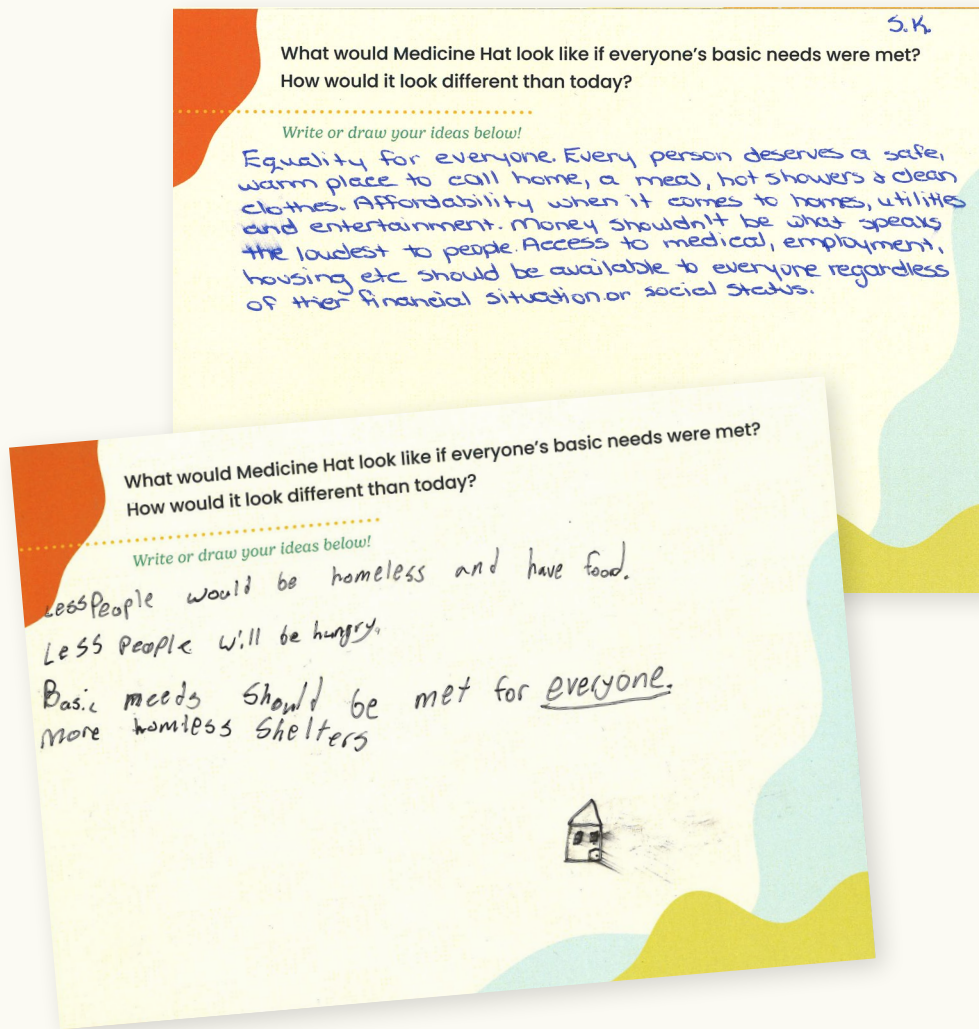 S.K.
What would Medicine Hat look like if everyone's basic needs were met?
How would it look different than today?
Write or draw your ideas below!
Equality for everyone. Every person deserves a safe,
warm place to call home, a meal, hot showers & clean
clothes. Affordability when it comes to homes, utilities
and entertainment. Money shouldn't be what speaks
the loudest to people. Access to medical, employment,
housing etc should be available to everyone regardless
of thier financial situation or social status.
What would Medicine Hat look like if everyone's basic needs were met?
How would it look different than today?
Write or draw your ideas below!
Less People would be homeless and have food.
Less People will be hungry.
Basic meeds Should be met for everyone.
More homless Shelters